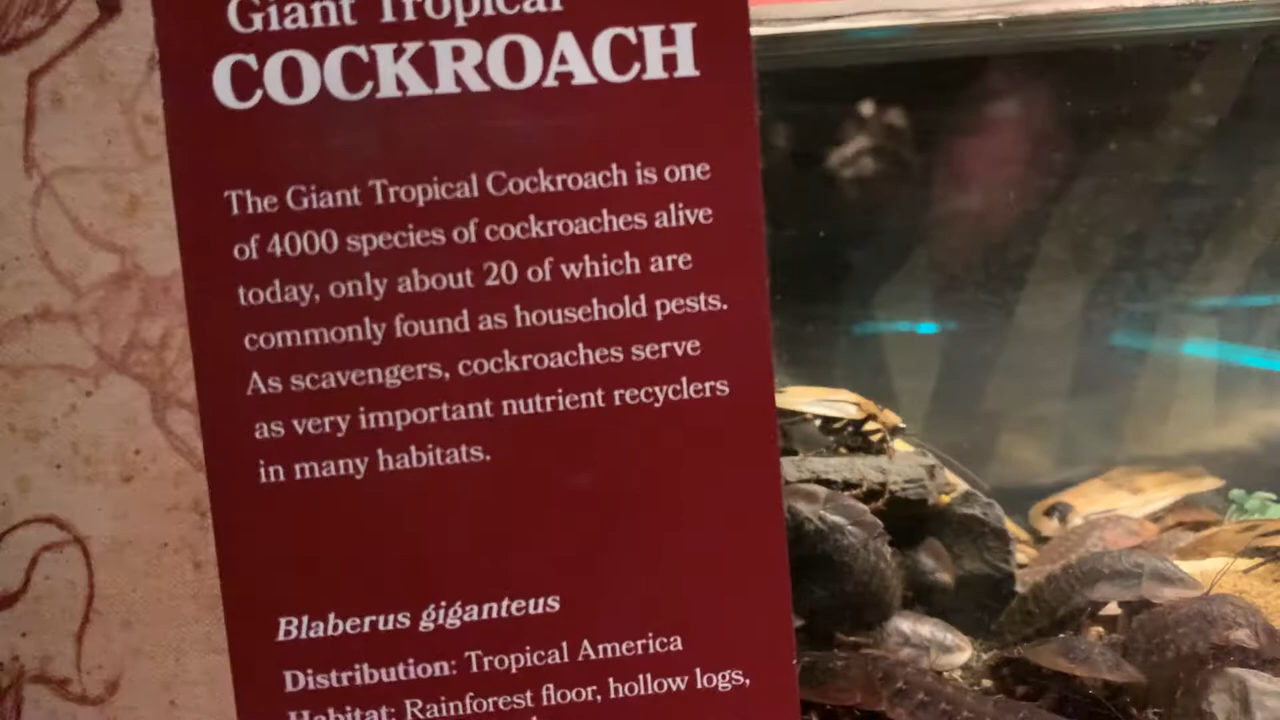 Giant Tropical
COCKROACH
The Giant Tropical Cockroach is one
of 4000 species of cockroaches alive
today, only about 20 of which are
commonly found as household pests.
As scavengers, cockroaches serve
as very important nutrient recyclers
in many habitats.
Blaberus giganteus
Distribution: Tropical America
Habitat: Rainforest floor, hollow logs,